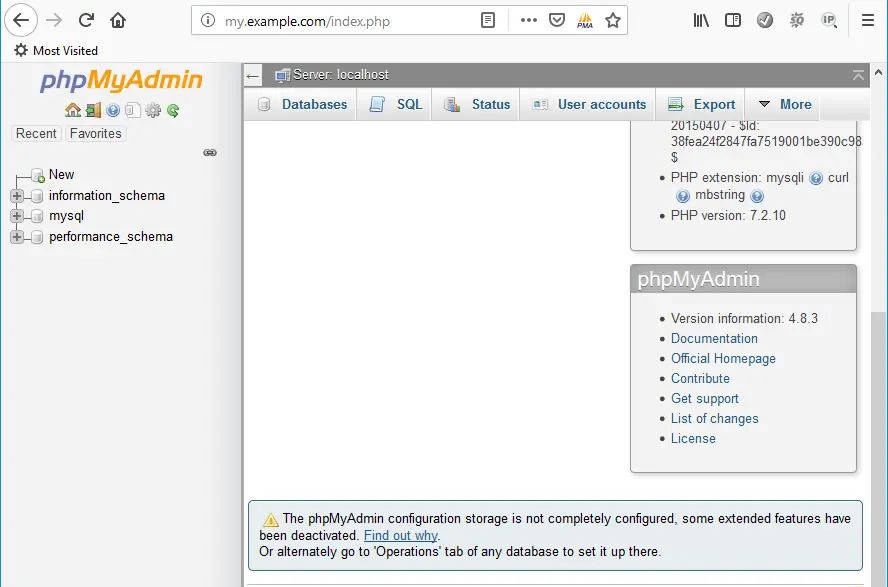 my.example.com/index.php
PMA
IP
Most Visited
phpMyAdmin
Recent
Favorites
New
information_schema
mysql
performance_schema
Server: localhost
Databases
SQL
Status
User accounts
Export
More
20150407 - $Id:
38fea24f2847fa7519001be390c98
$
PHP extension: mysqli curl
mbstring
PHP version: 7.2.10
phpMyAdmin
Version information: 4.8.3
Documentation
Official Homepage
Contribute
Get support
List of changes
License
The phpMyAdmin configuration storage is not completely configured, some extended features have
been deactivated. Find out why.
Or alternately go to 'Operations' tab of any database to set it up there.